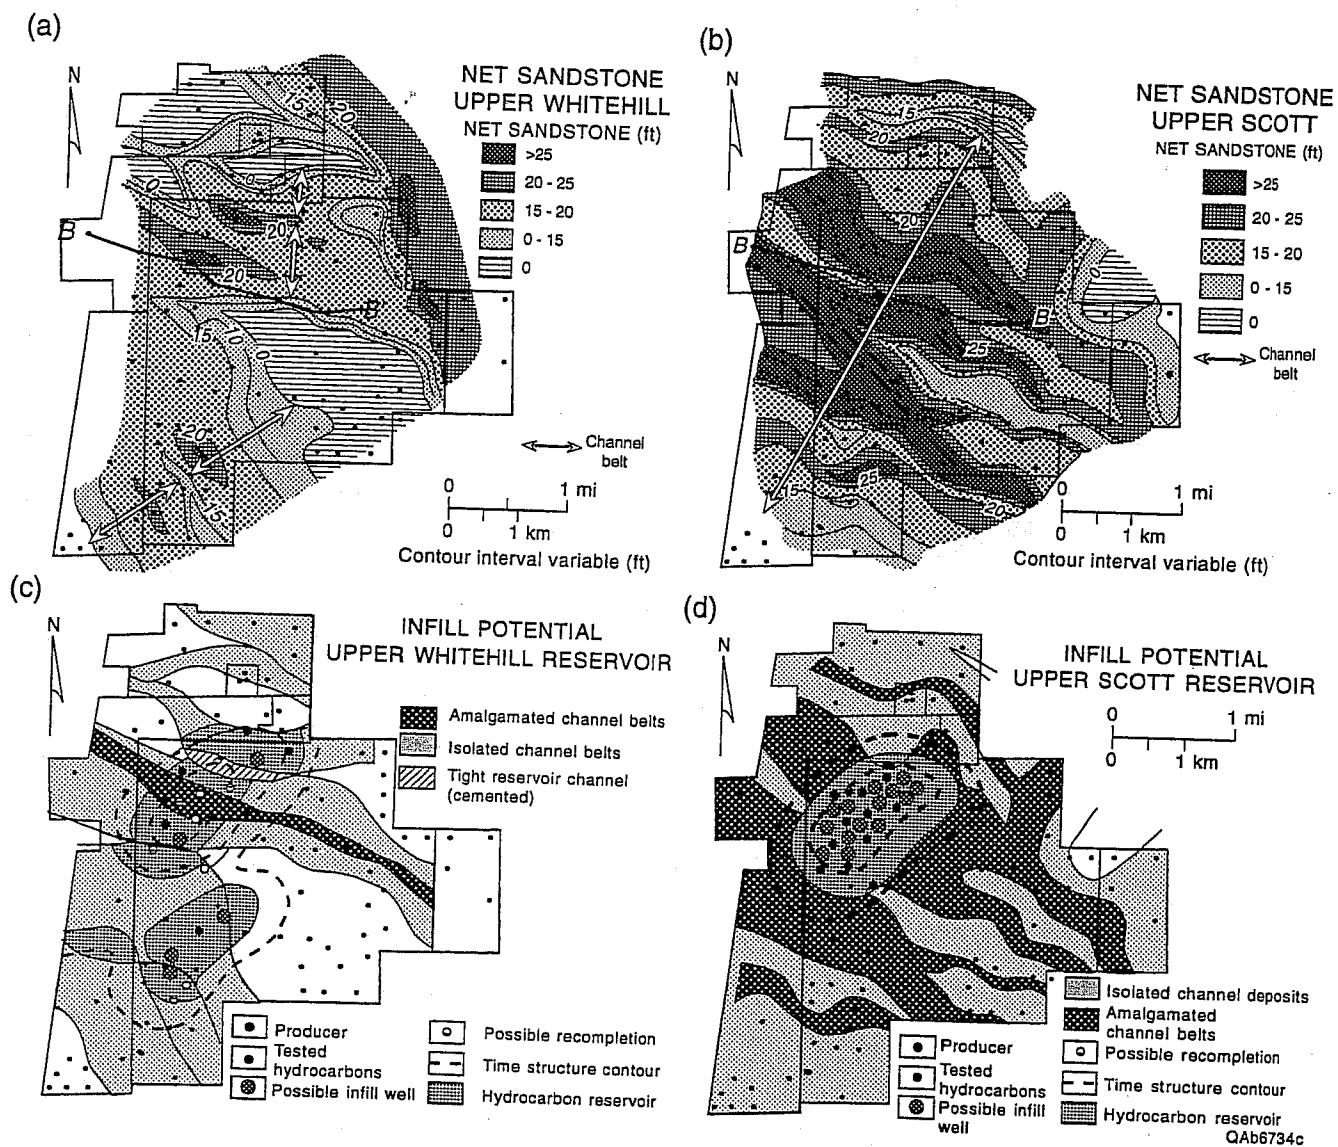 (a)
N
NET SANDSTONE
UPPER WHITEHILL
NET SANDSTONE (ft)
>25
20 - 25
15 - 20
0 - 15
0
15
20
0
0
20
B
20
B'
15
10
0
20
15
Channel
belt
0 1 mi
0 1 km
Contour interval variable (ft)
(b)
N
NET SANDSTONE
UPPER SCOTT
NET SANDSTONE (ft)
>25
20 - 25
15 - 20
0 - 15
0
Channel
belt
15
20
20
B
0
B'
25
25
15
20
0 1 mi
0 1 km
Contour interval variable (ft)
(c)
N
INFILL POTENTIAL
UPPER WHITEHILL RESERVOIR
Amalgamated channel belts
Isolated channel belts
Tight reservoir channel
(cemented)
Producer
Tested
hydrocarbons
Possible infill well
Possible recompletion
Time structure contour
Hydrocarbon reservoir
(d)
N
INFILL POTENTIAL
UPPER SCOTT RESERVOIR
0 1 mi
0 1 km
Isolated channel deposits
Amalgamated
channel belts
Producer
Tested
hydrocarbons
Possible infill
well
Possible recompletion
Time structure contour
Hydrocarbon reservoir
QAb6734c